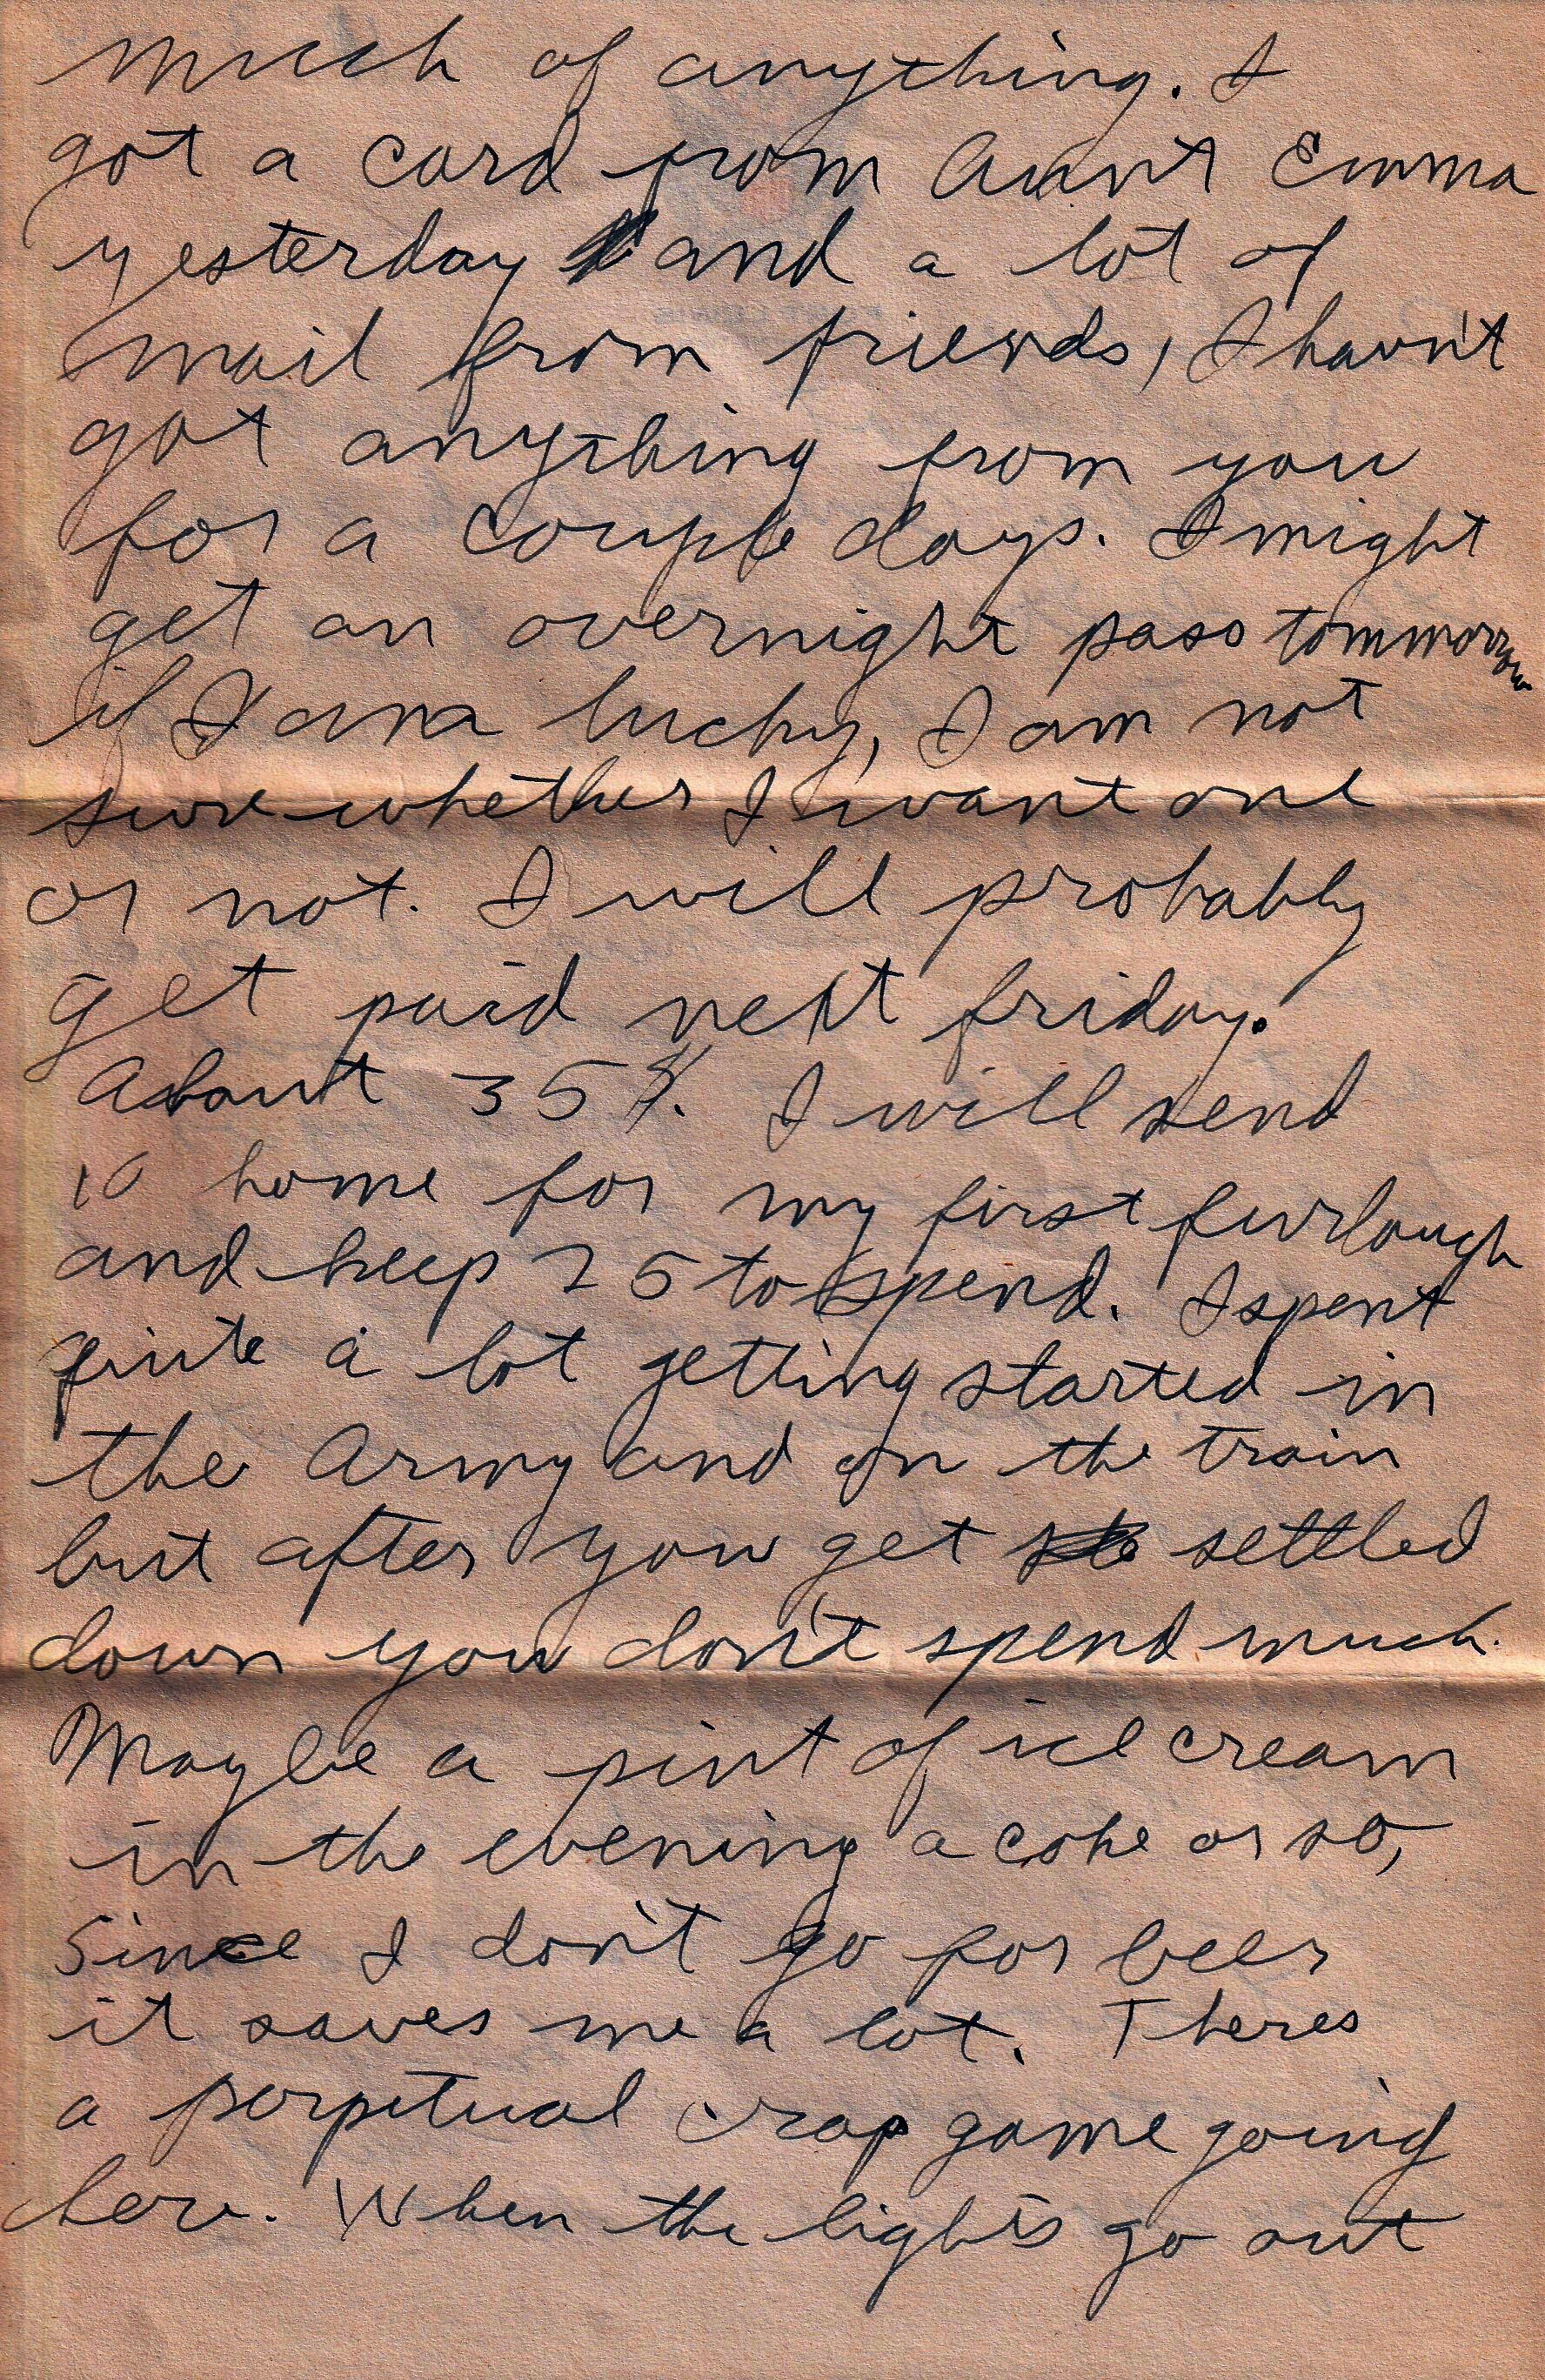 much of anything. I
got a card from Aunt Emma
yesterday and a lot of
mail from friends, I havn't
got anything from you
for a couple days. I might
get an overnight pass tommorrow
if I am lucky, I am not
sure whether I want one
or not. I will probably
get paid next friday.
About 35 $. I will send
10 home for my first furlough
and keep 25 to spend. I spent
quite a lot getting started in
the Army and on the train
but after you get settled
down you don't spend much.
Maybe a pint of ice cream
in the evening a coke or so,
Since I don't go for beer
it saves me a lot. Theres
a perpetual crap game going
here. When the lights go out